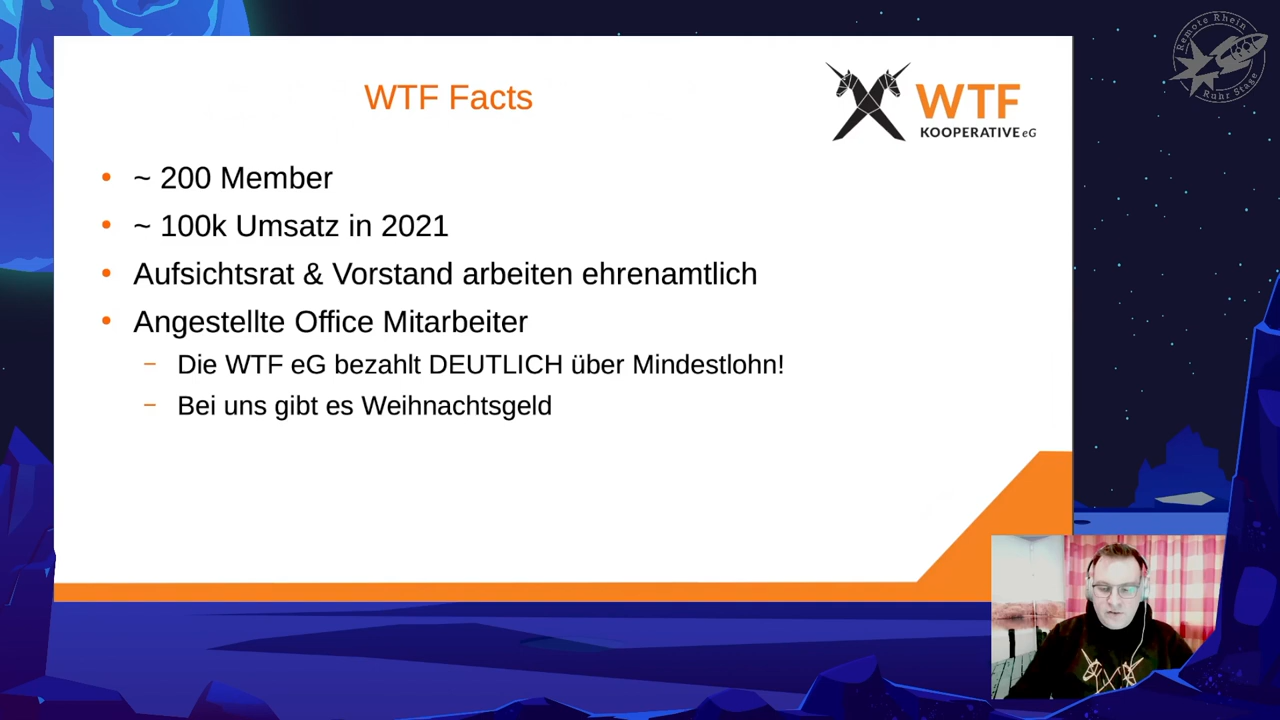 Remote Rhein
Ruhr Stage
WTF Facts
WTF
KOOPERATIVE eG
• ~ 200 Member
• ~ 100k Umsatz in 2021
• Aufsichtsrat & Vorstand arbeiten ehrenamtlich
• Angestellte Office Mitarbeiter
– Die WTF eG bezahlt DEUTLICH über Mindestlohn!
– Bei uns gibt es Weihnachtsgeld